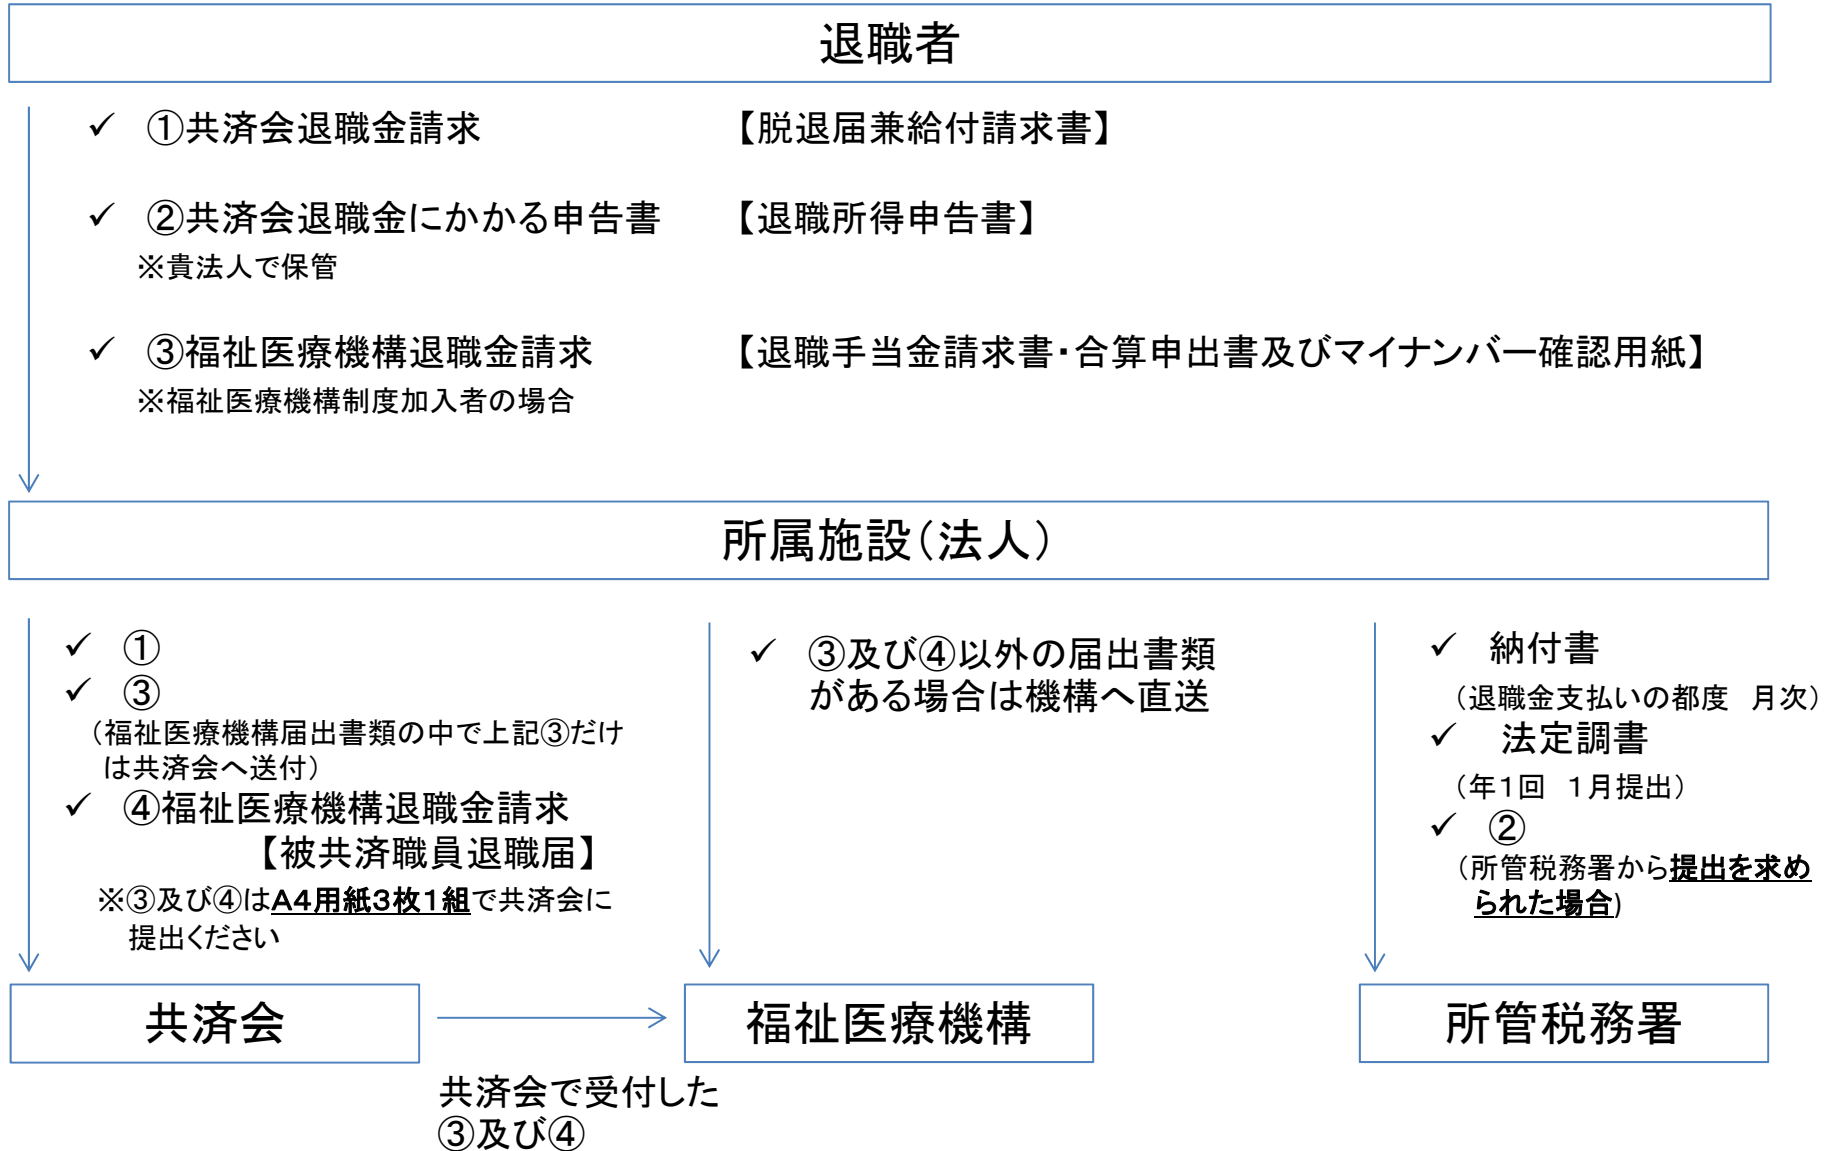 退職者
✓ ①共済会退職金請求 【脱退届兼給付請求書】
✓ ②共済会退職金にかかる申告書 【退職所得申告書】
※貴法人で保管
✓ ③福祉医療機構退職金請求 【退職手当金請求書・合算申出書及びマイナンバー確認用紙】
※福祉医療機構制度加入者の場合
所属施設（法人）
✓ ①
✓ ③
（福祉医療機構届出書類の中で上記③だけ
は共済会へ送付）
✓ ④福祉医療機構退職金請求
【被共済職員退職届】
※③及び④はA4用紙3枚1組で共済会に
提出ください
✓ ③及び④以外の届出書類
がある場合は機構へ直送
✓ 納付書
（退職金支払いの都度　月次）
✓ 法定調書
（年1回　1月提出）
✓ ②
（所管税務署から提出を求め
られた場合)
共済会
福祉医療機構
所管税務署
共済会で受付した
③及び④